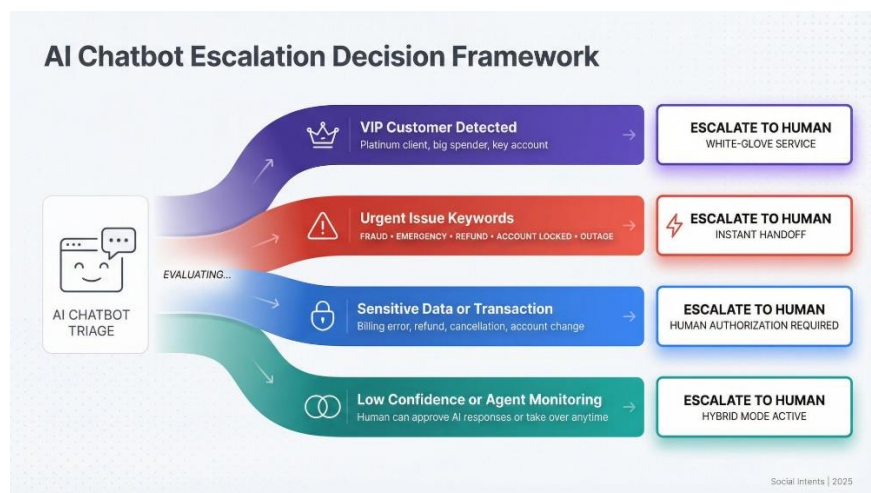 AI Chatbot Escalation Decision Framework
AI CHATBOT
TRIAGE
EVALUATING...
VIP Customer Detected
Platinum client, big spender, key account
ESCALATE TO HUMAN
WHITE-GLOVE SERVICE
Urgent Issue Keywords
FRAUD • EMERGENCY • REFUND • ACCOUNT LOCKED • OUTAGE
ESCALATE TO HUMAN
INSTANT HANDOFF
Sensitive Data or Transaction
Billing error, refund, cancellation, account change
ESCALATE TO HUMAN
HUMAN AUTHORIZATION REQUIRED
Low Confidence or Agent Monitoring
Human can approve AI responses or take over anytime
ESCALATE TO HUMAN
HYBRID MODE ACTIVE
Social Intents | 2025